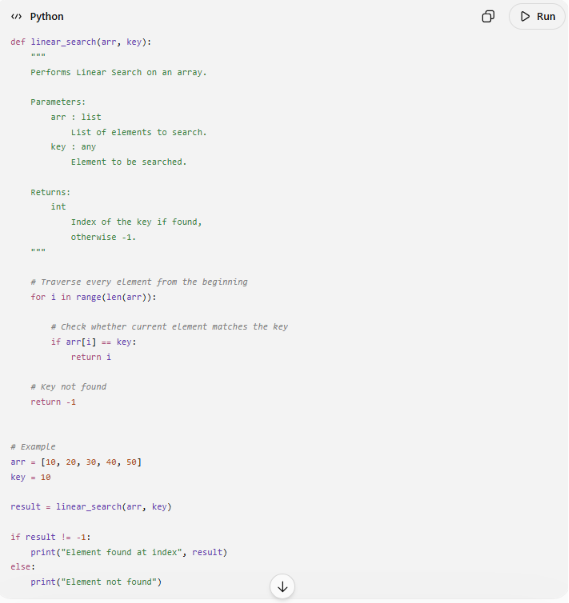 Python
Run
def linear_search(arr, key):
    """
    Performs Linear Search on an array.

    Parameters:
        arr : list
            List of elements to search.
        key : any
            Element to be searched.

    Returns:
        int
            Index of the key if found,
            otherwise -1.
    """

    # Traverse every element from the beginning
    for i in range(len(arr)):

        # Check whether current element matches the key
        if arr[i] == key:
            return i

    # Key not found
    return -1


# Example
arr = [10, 20, 30, 40, 50]
key = 10

result = linear_search(arr, key)

if result != -1:
    print("Element found at index", result)
else:
    print("Element not found")